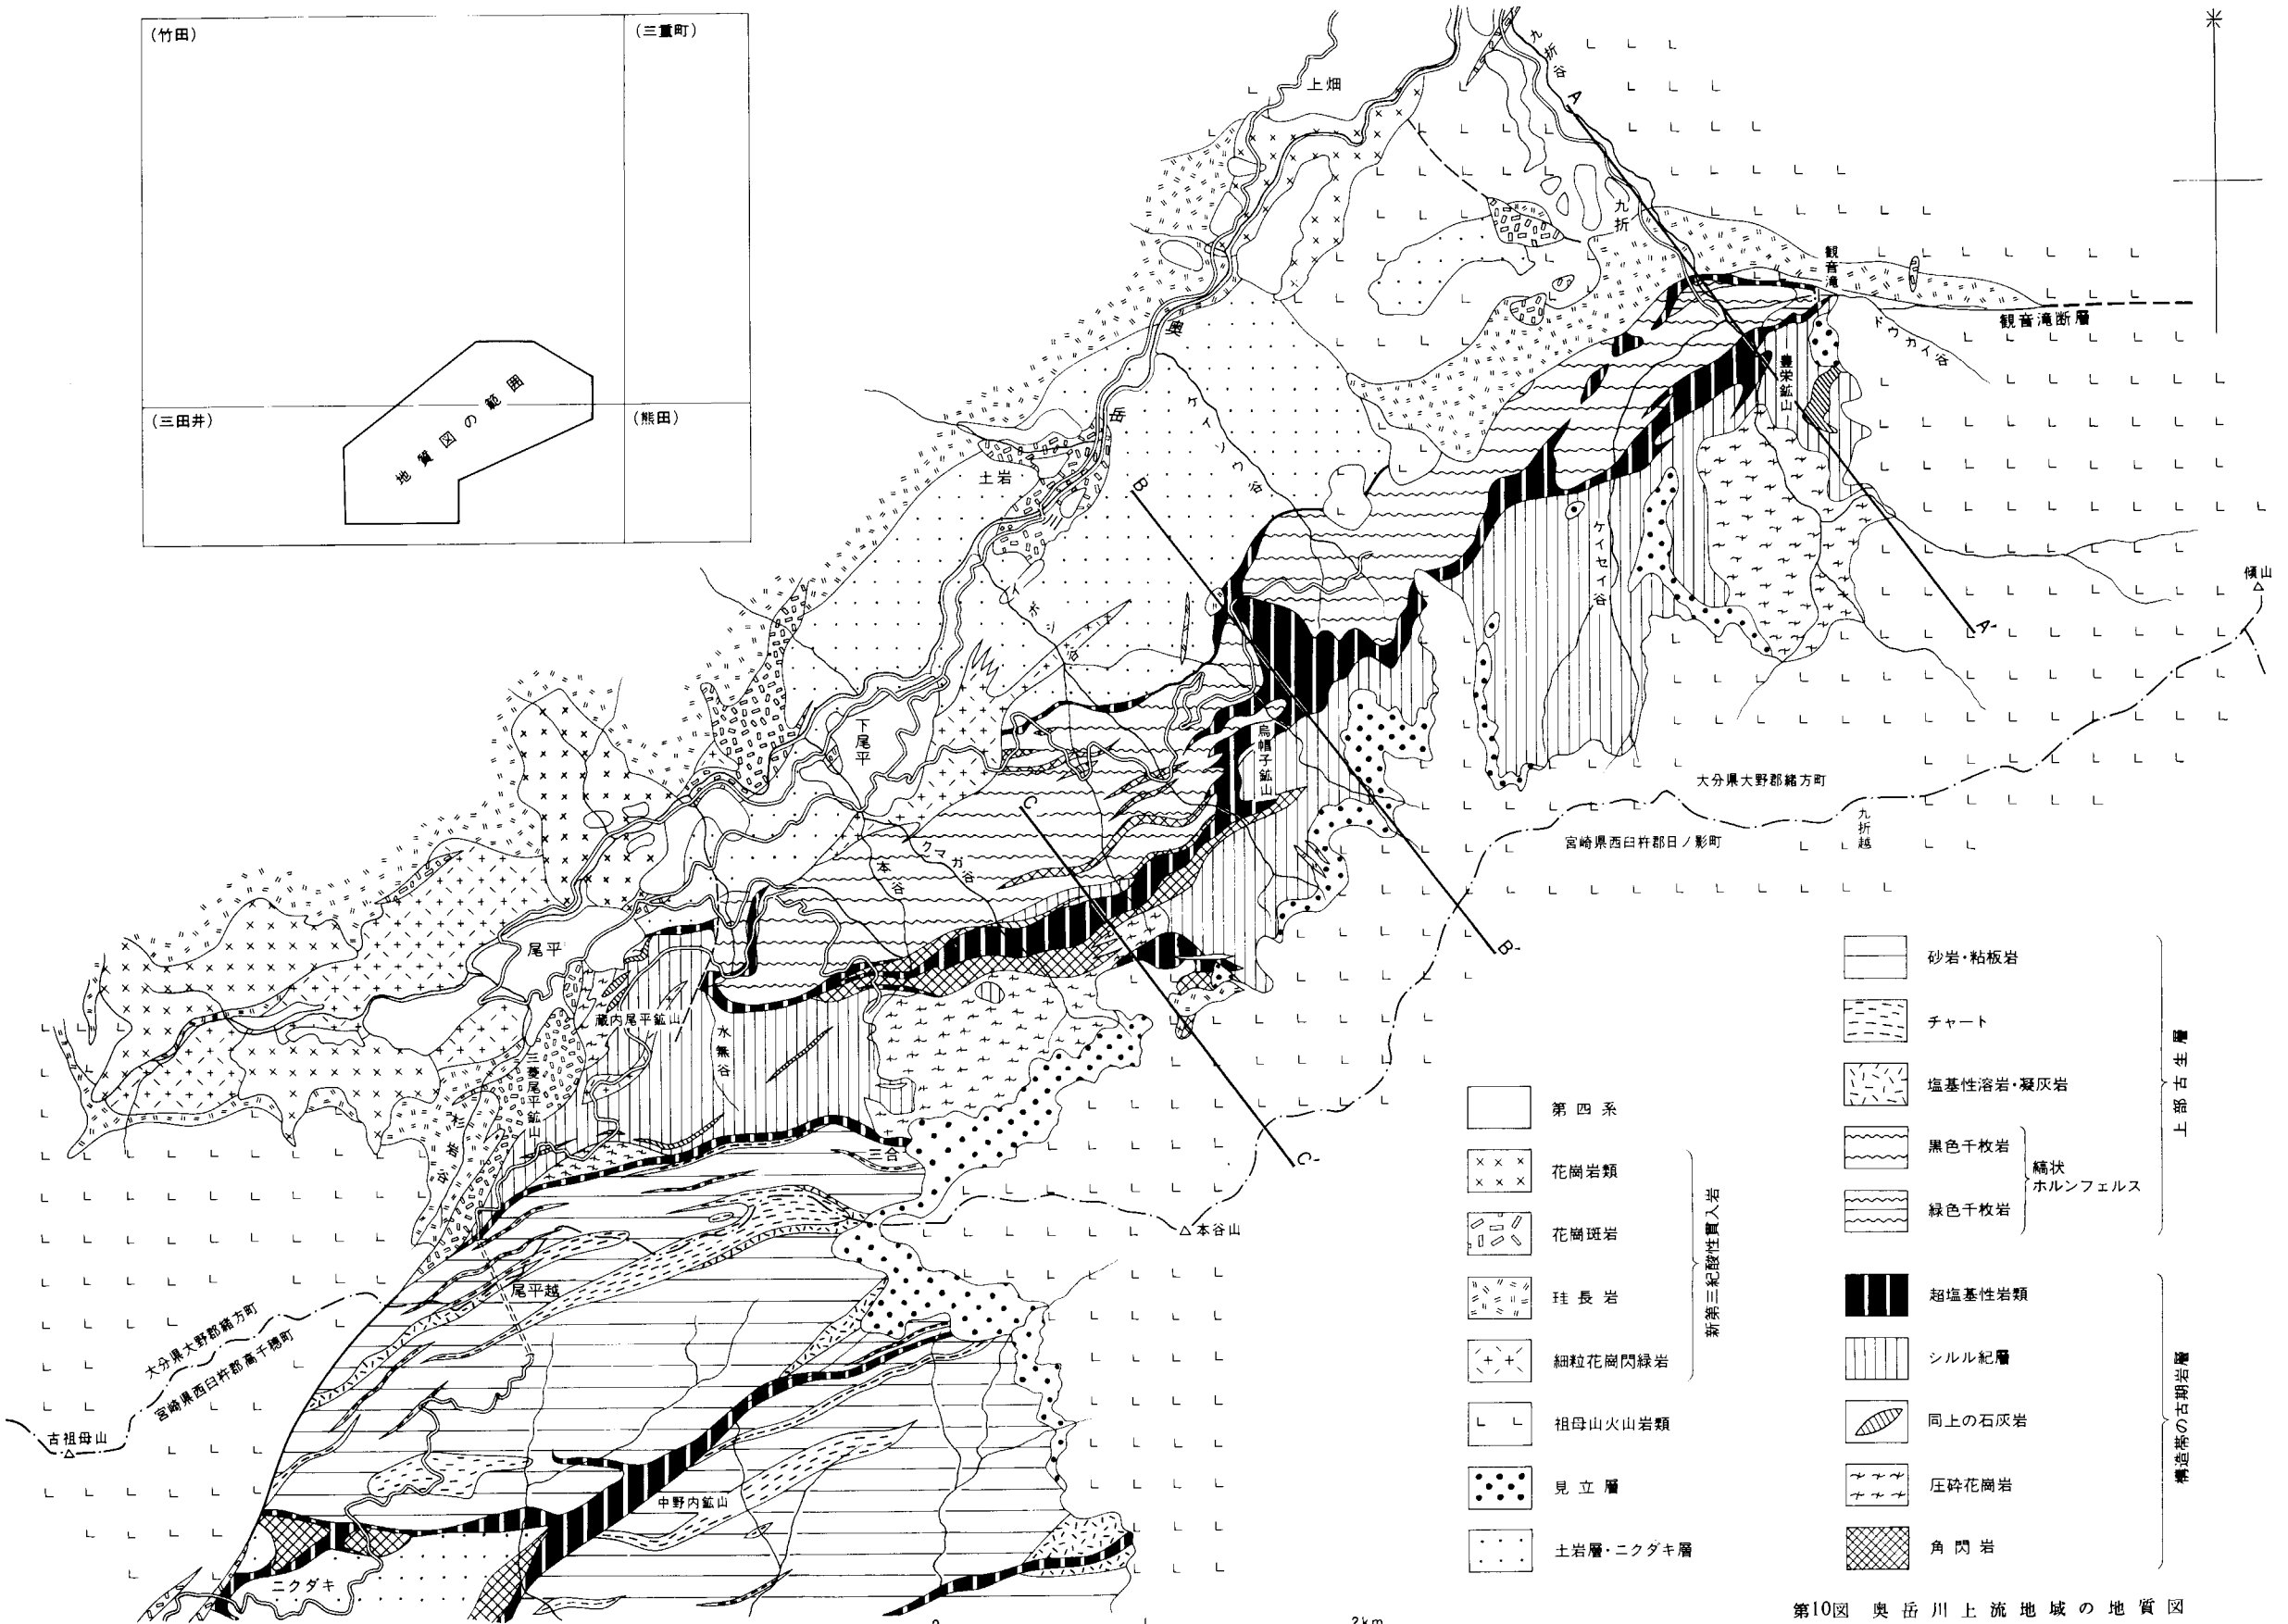 (竹田)
(三重町)
(三田井)
(熊田)
地質図の範囲
上畑
九折谷
A
九折
観音滝
観音滝断層
ドウカイ谷
豊栄鉱山
奥
岳
ケイソウ谷
土岩
B
ケイセイ谷
傾山
A'
イボシ谷
下尾平
烏帽子鉱山
大分県大野郡緒方町
宮崎県西臼杵郡日ノ影町
九折越
C
クマガ谷
本谷
B'
尾平
蔵内尾平鉱山
水無谷
三菱尾平鉱山
三合
C'
本谷山
尾平越
大分県大野郡緒方町
宮崎県西臼杵郡高千穂町
古祖母山
中野内鉱山
ニクダキ
0
2km
第四系
花崗岩類
花崗斑岩
珪長岩
細粒花崗閃緑岩
新第三紀酸性貫入岩
祖母山火山岩類
見立層
土岩層・ニクダキ層
砂岩・粘板岩
チャート
塩基性溶岩・凝灰岩
黒色千枚岩
緑色千枚岩
縞状
ホルンフェルス
上部古生層
超塩基性岩類
シルル紀層
同上の石灰岩
圧砕花崗岩
角閃岩
構造帯の古期岩層
第10図 奥岳川上流地域の地質図